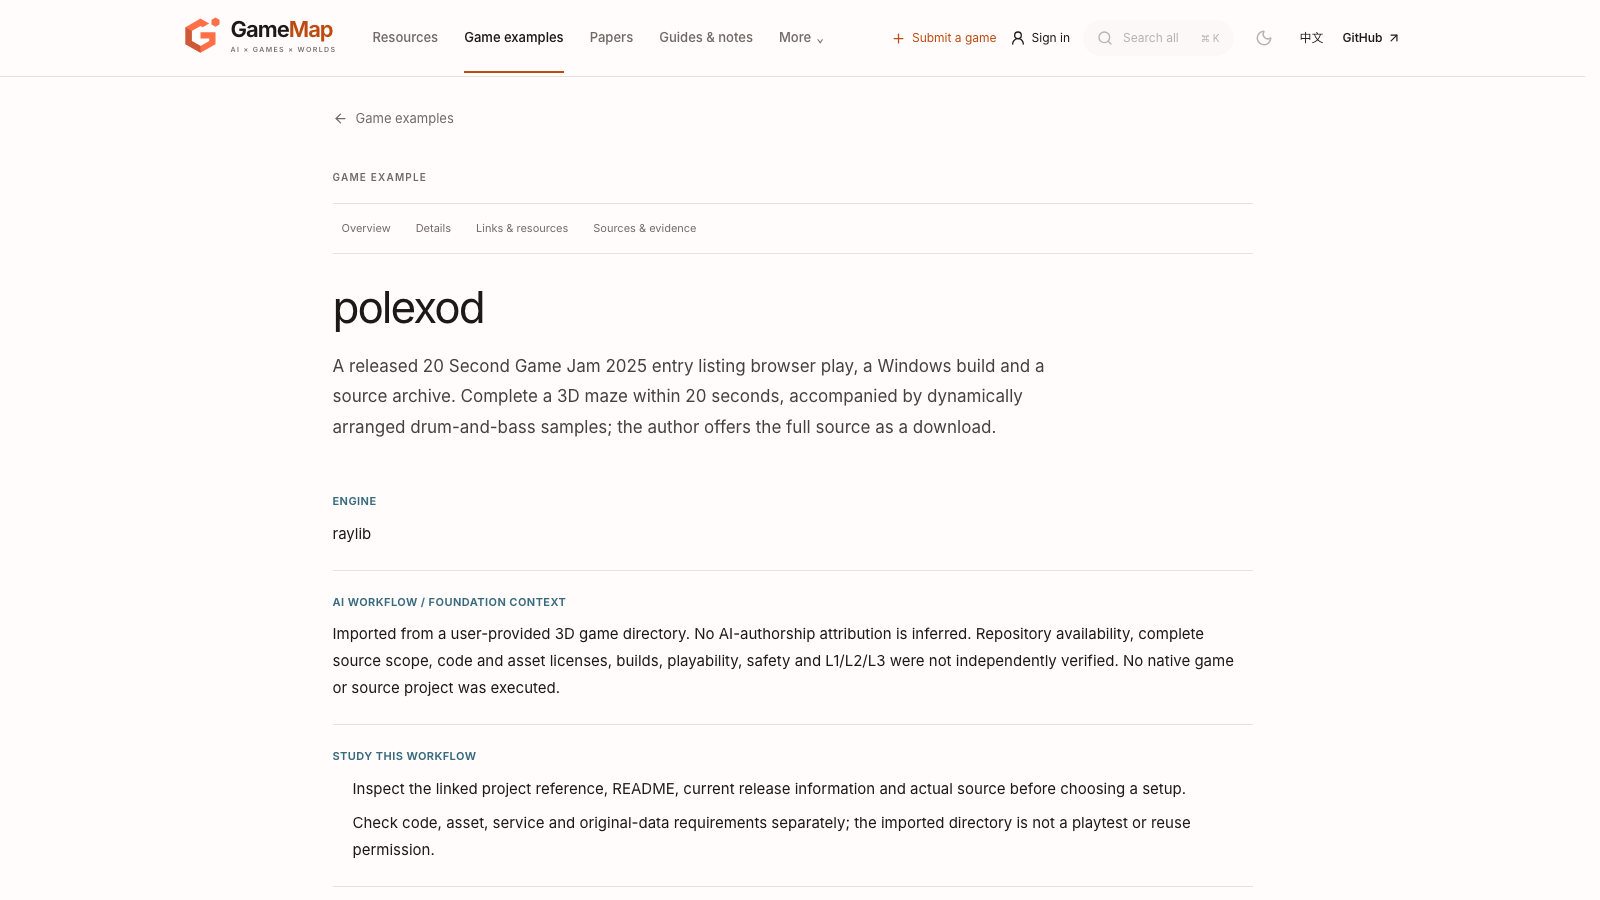 GameMap
AI × GAMES × WORLDS
Resources
Game examples
Papers
Guides & notes
More
Submit a game
Sign in
Search all
⌘ K
中文
GitHub
Game examples
GAME EXAMPLE
Overview
Details
Links & resources
Sources & evidence
polexod
A released 20 Second Game Jam 2025 entry listing browser play, a Windows build and a
source archive. Complete a 3D maze within 20 seconds, accompanied by dynamically
arranged drum-and-bass samples; the author offers the full source as a download.
ENGINE
raylib
AI WORKFLOW / FOUNDATION CONTEXT
Imported from a user-provided 3D game directory. No AI-authorship attribution is inferred. Repository availability, complete
source scope, code and asset licenses, builds, playability, safety and L1/L2/L3 were not independently verified. No native game
or source project was executed.
STUDY THIS WORKFLOW
Inspect the linked project reference, README, current release information and actual source before choosing a setup.
Check code, asset, service and original-data requirements separately; the imported directory is not a playtest or reuse
permission.